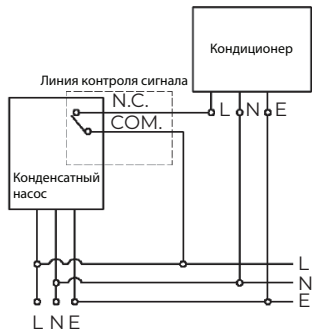 Кондиционер
Линия контроля сигнала
N.C.
L N E
COM.
Конденсатный
насос
L
N
E
L N E